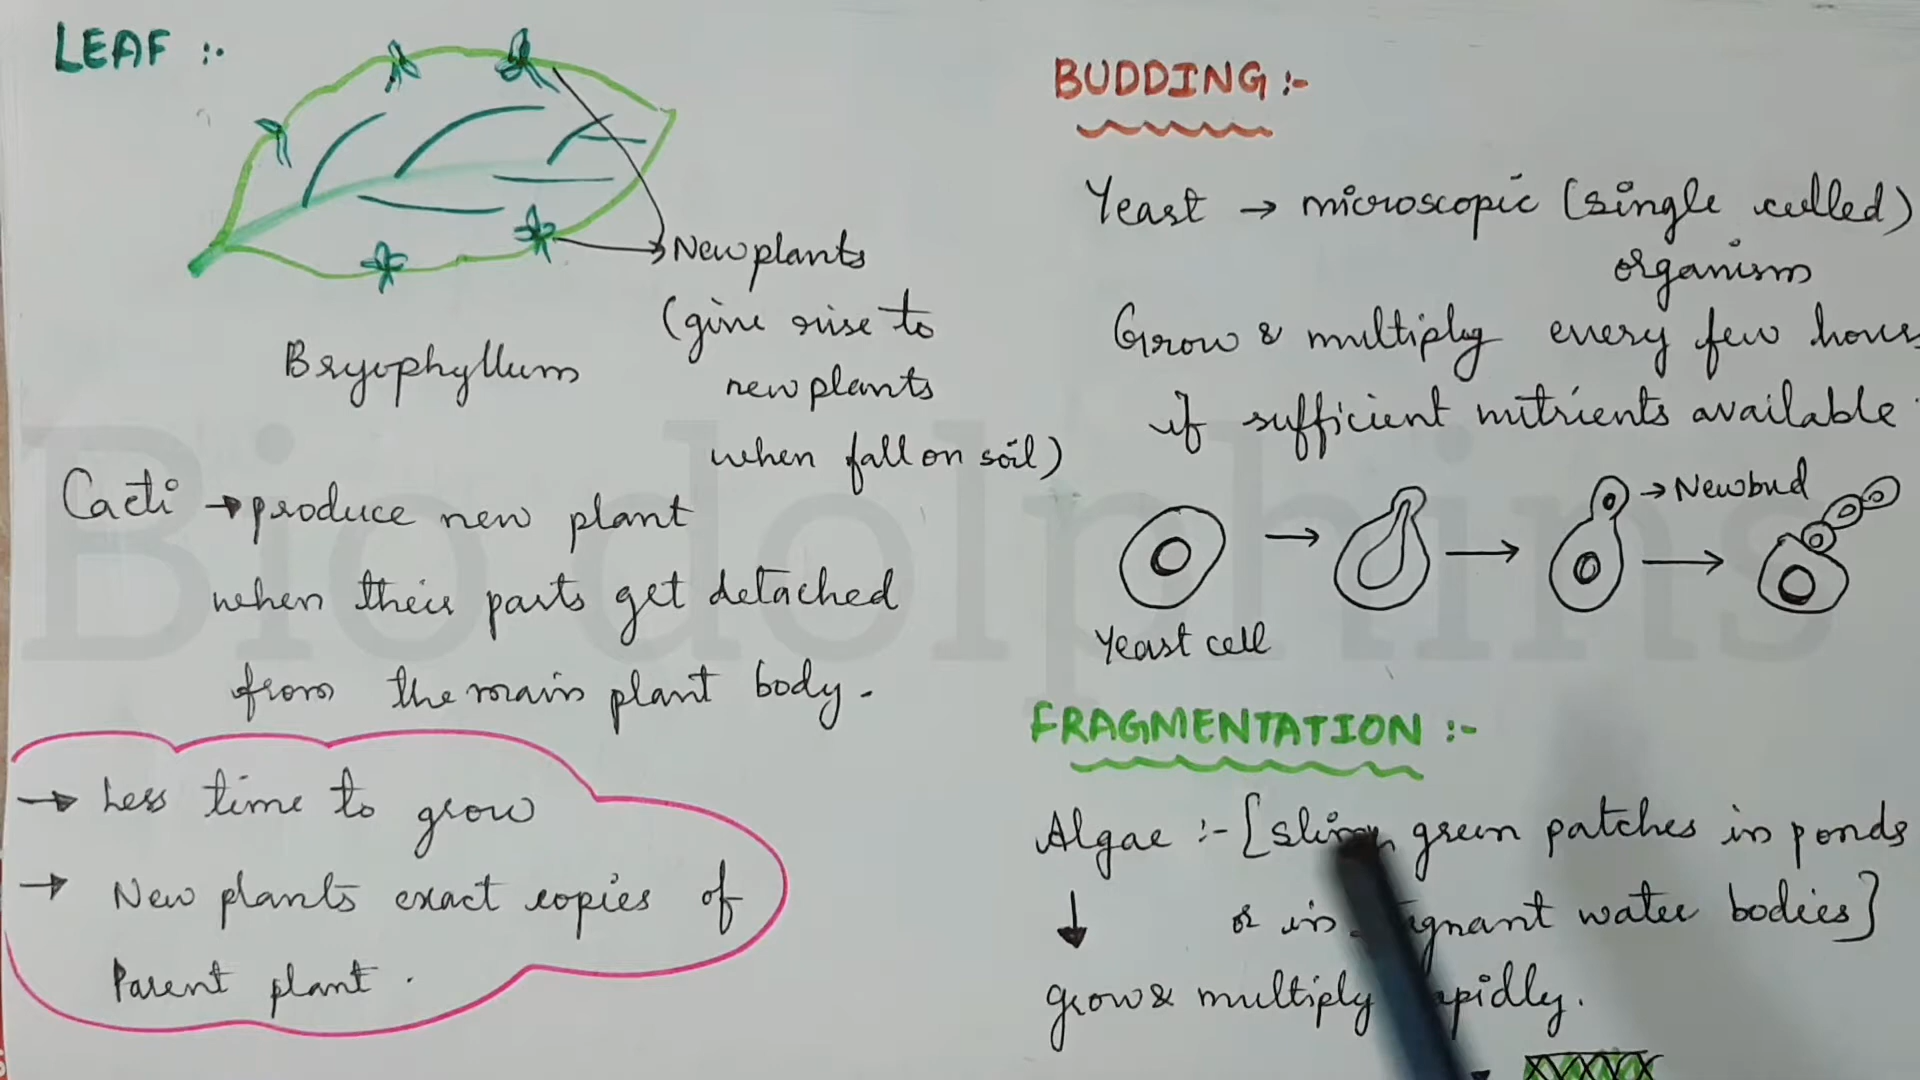 LEAF :-
New plants
(give rise to
new plants
when fall on soil)
Bryophyllum
Cacti → produce new plant
when their parts get detached
from the main plant body.
→ Less time to grow
→ New plants exact copies of
Parent plant.
BUDDING :-
Yeast → microscopic (single celled)
organism
Grow & multiply every few hours
if sufficient nutrients available.
→ New bud
Yeast cell
FRAGMENTATION :-
Algae :- [green patches in ponds
or in water bodies]
grow & multiply
Biodolphins